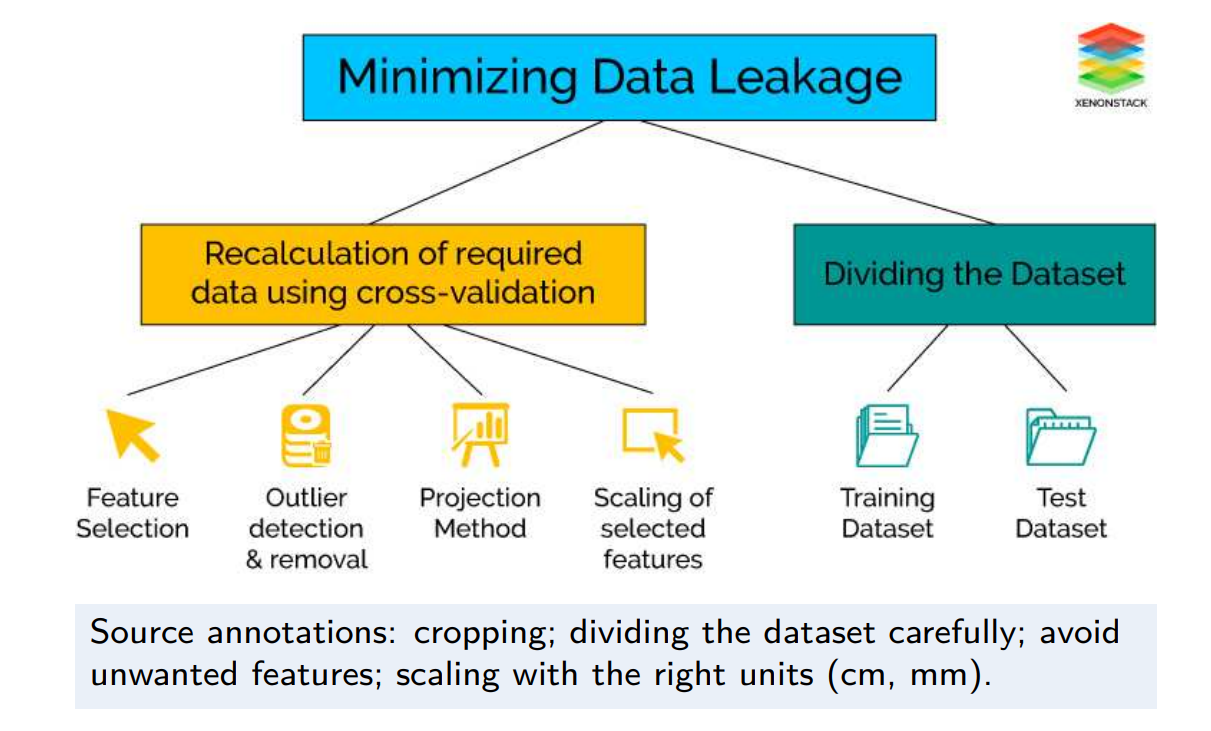 Minimizing Data Leakage
XENONSTACK
Recalculation of required
data using cross-validation
Dividing the Dataset
Feature
Selection
Outlier
detection
& removal
Projection
Method
Scaling of
selected
features
Training
Dataset
Test
Dataset
Source annotations: cropping; dividing the dataset carefully; avoid
unwanted features; scaling with the right units (cm, mm).